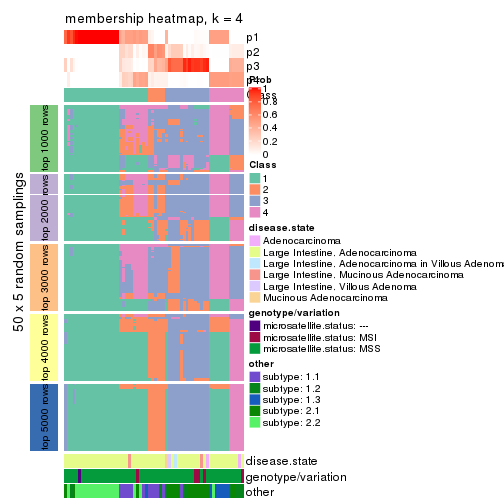 membership heatmap, k = 4
p1
p2
p3
p4
Class
50 x 5 random samplings
top 1000 rows
top 2000 rows
top 3000 rows
top 4000 rows
top 5000 rows
disease.state
genotype/variation
other
Prob
1
0.8
0.6
0.4
0.2
0
Class
1
2
3
4
disease.state
Adenocarcinoma
Large Intestine. Adenocarcinoma
Large Intestine. Adenocarcinoma in Villous Adenom
Large Intestine. Mucinous Adenocarcinoma
Large Intestine. Villous Adenoma
Mucinous Adenocarcinoma
genotype/variation
microsatellite.status: ---
microsatellite.status: MSI
microsatellite.status: MSS
other
subtype: 1.1
subtype: 1.2
subtype: 1.3
subtype: 2.1
subtype: 2.2